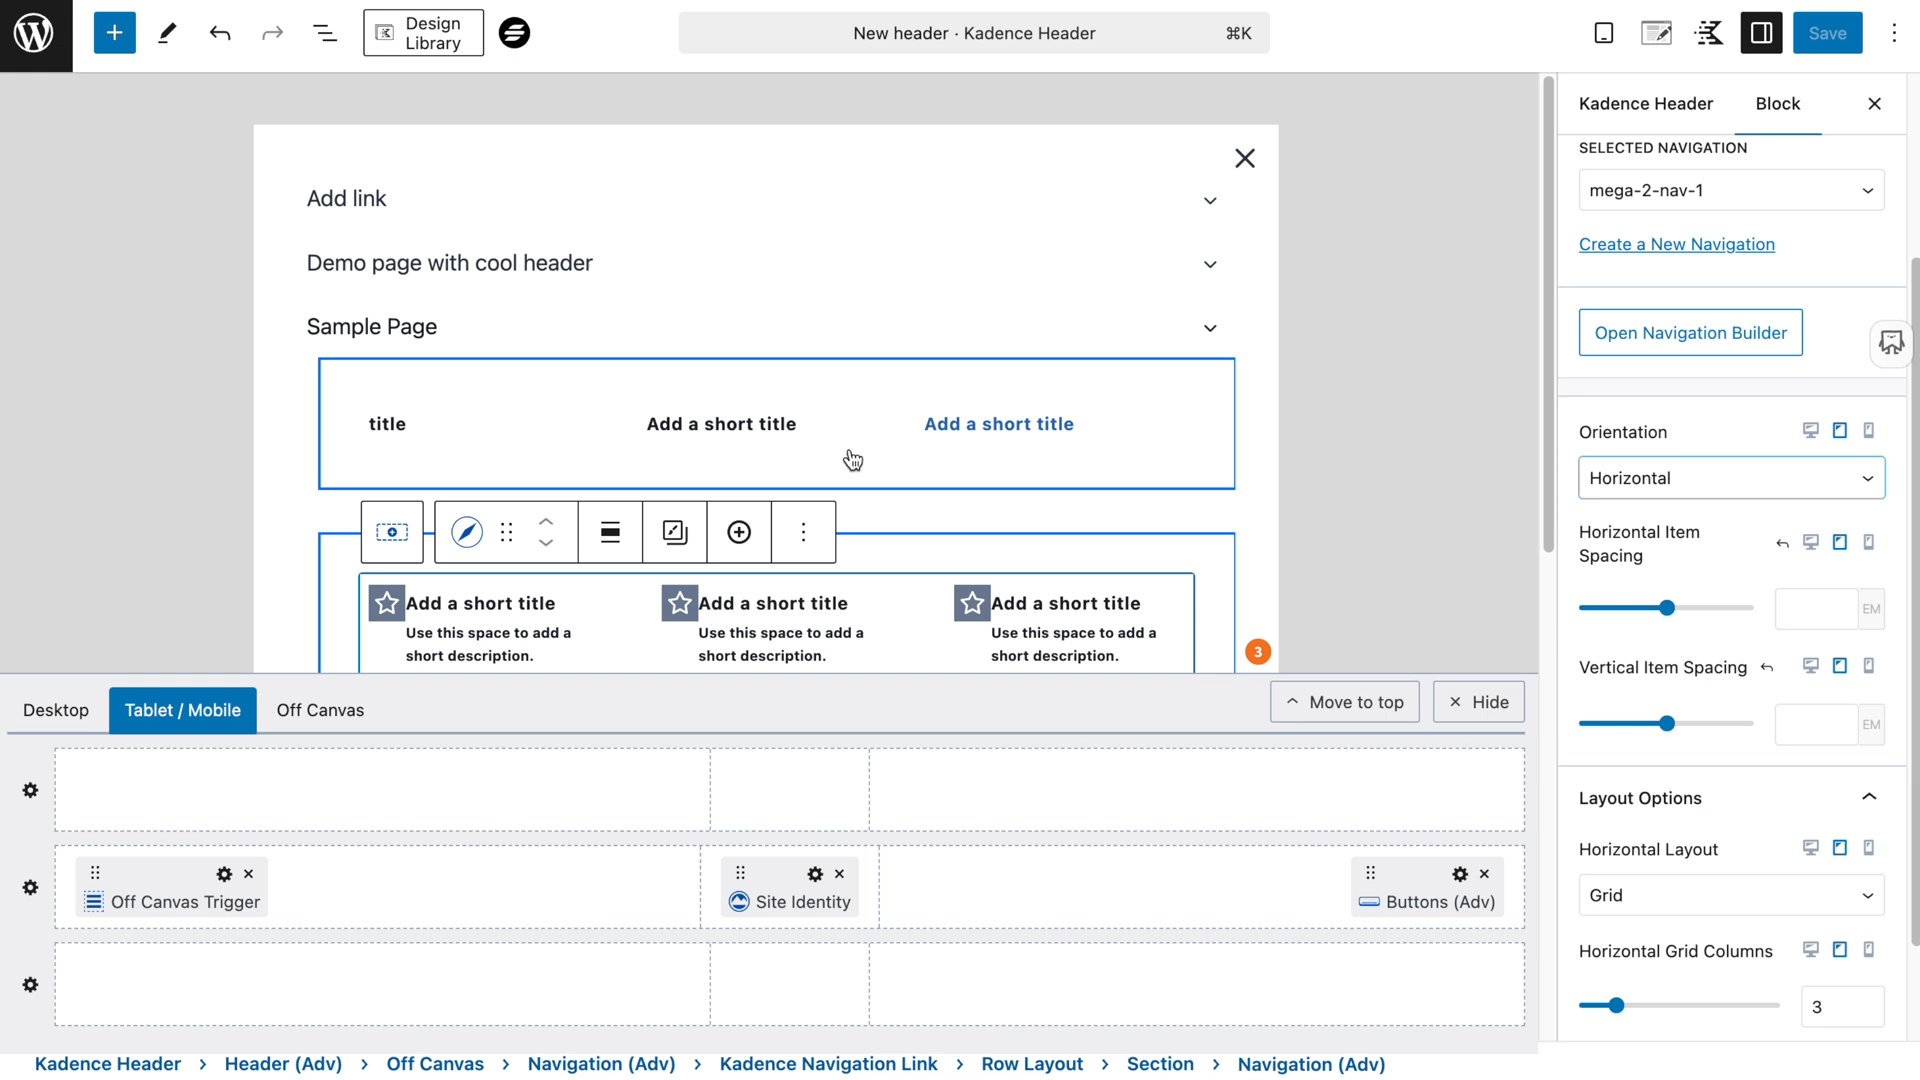 Design
Library
New header · Kadence Header
⌘K
Save
Kadence Header
Block
SELECTED NAVIGATION
mega-2-nav-1
Create a New Navigation
Open Navigation Builder
Orientation
Horizontal
Horizontal Item
Spacing
EM
Vertical Item Spacing
EM
Layout Options
Horizontal Layout
Grid
Horizontal Grid Columns
3
Add link
Demo page with cool header
Sample Page
title
Add a short title
Add a short title
Add a short title
Use this space to add a
short description.
Add a short title
Use this space to add a
short description.
Add a short title
Use this space to add a
short description.
3
Desktop
Tablet / Mobile
Off Canvas
Move to top
Hide
Off Canvas Trigger
Site Identity
Buttons (Adv)
Kadence Header › Header (Adv) › Off Canvas › Navigation (Adv) › Kadence Navigation Link › Row Layout › Section › Navigation (Adv)